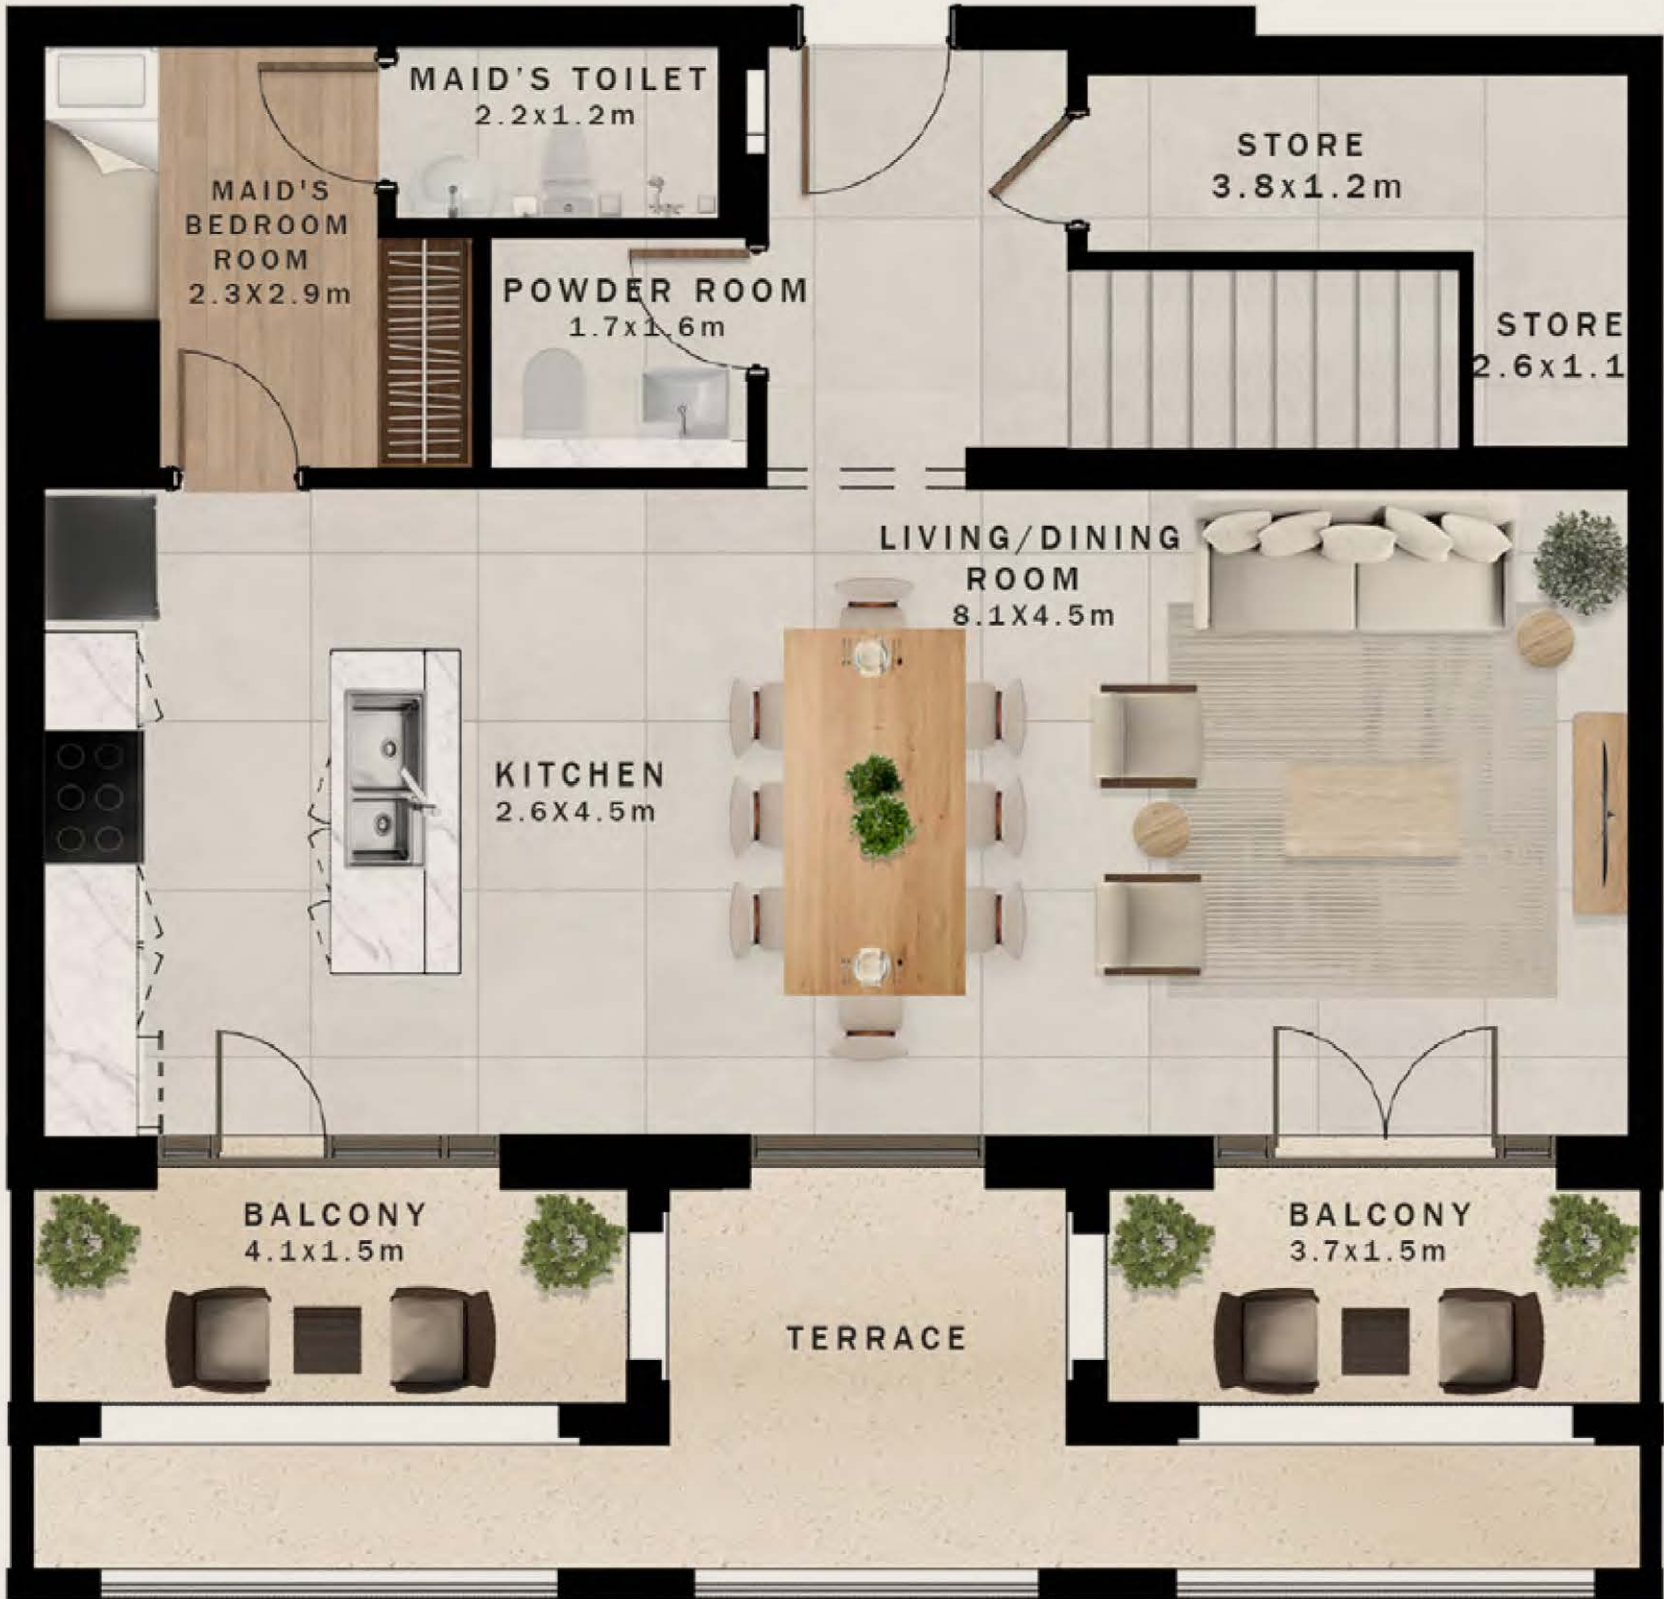 MAID'S TOILET
2.2x1.2m
STORE
3.8x1.2m
MAID'S
BEDROOM
ROOM
2.3X2.9m
POWDER ROOM
1.7x1.6m
STORE
2.6x1.1
LIVING/DINING
ROOM
8.1X4.5m
KITCHEN
2.6X4.5m
BALCONY
4.1x1.5m
BALCONY
3.7x1.5m
TERRACE